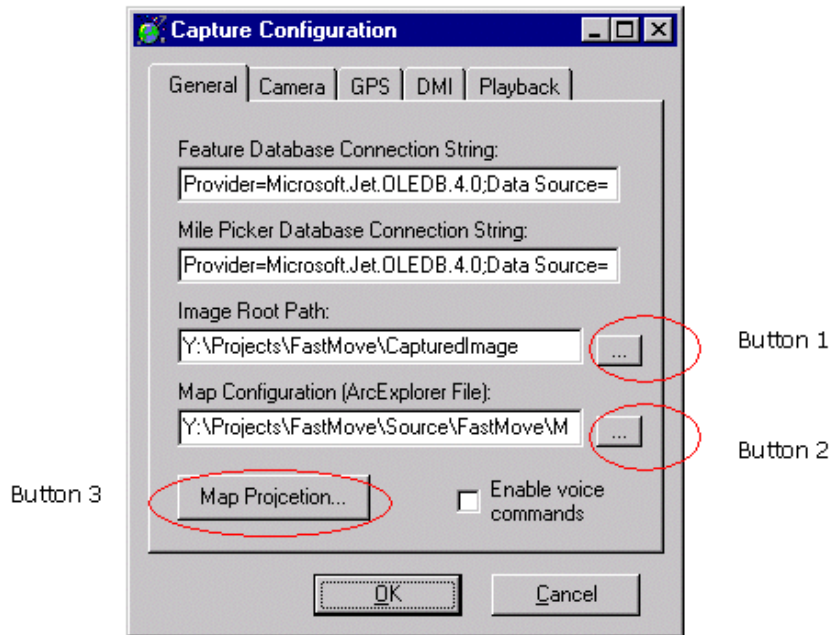 Capture Configuration
General Camera GPS DMI Playback
Feature Database Connection String:
Provider=Microsoft.Jet.OLEDB.4.0;Data Source=
Mile Picker Database Connection String:
Provider=Microsoft.Jet.OLEDB.4.0;Data Source=
Image Root Path:
Y:\Projects\FastMove\CapturedImage
...
Button 1
Map Configuration (ArcExplorer File):
Y:\Projects\FastMove\Source\FastMove\M
...
Button 2
Button 3
Map Projcetion...
Enable voice
commands
OK
Cancel